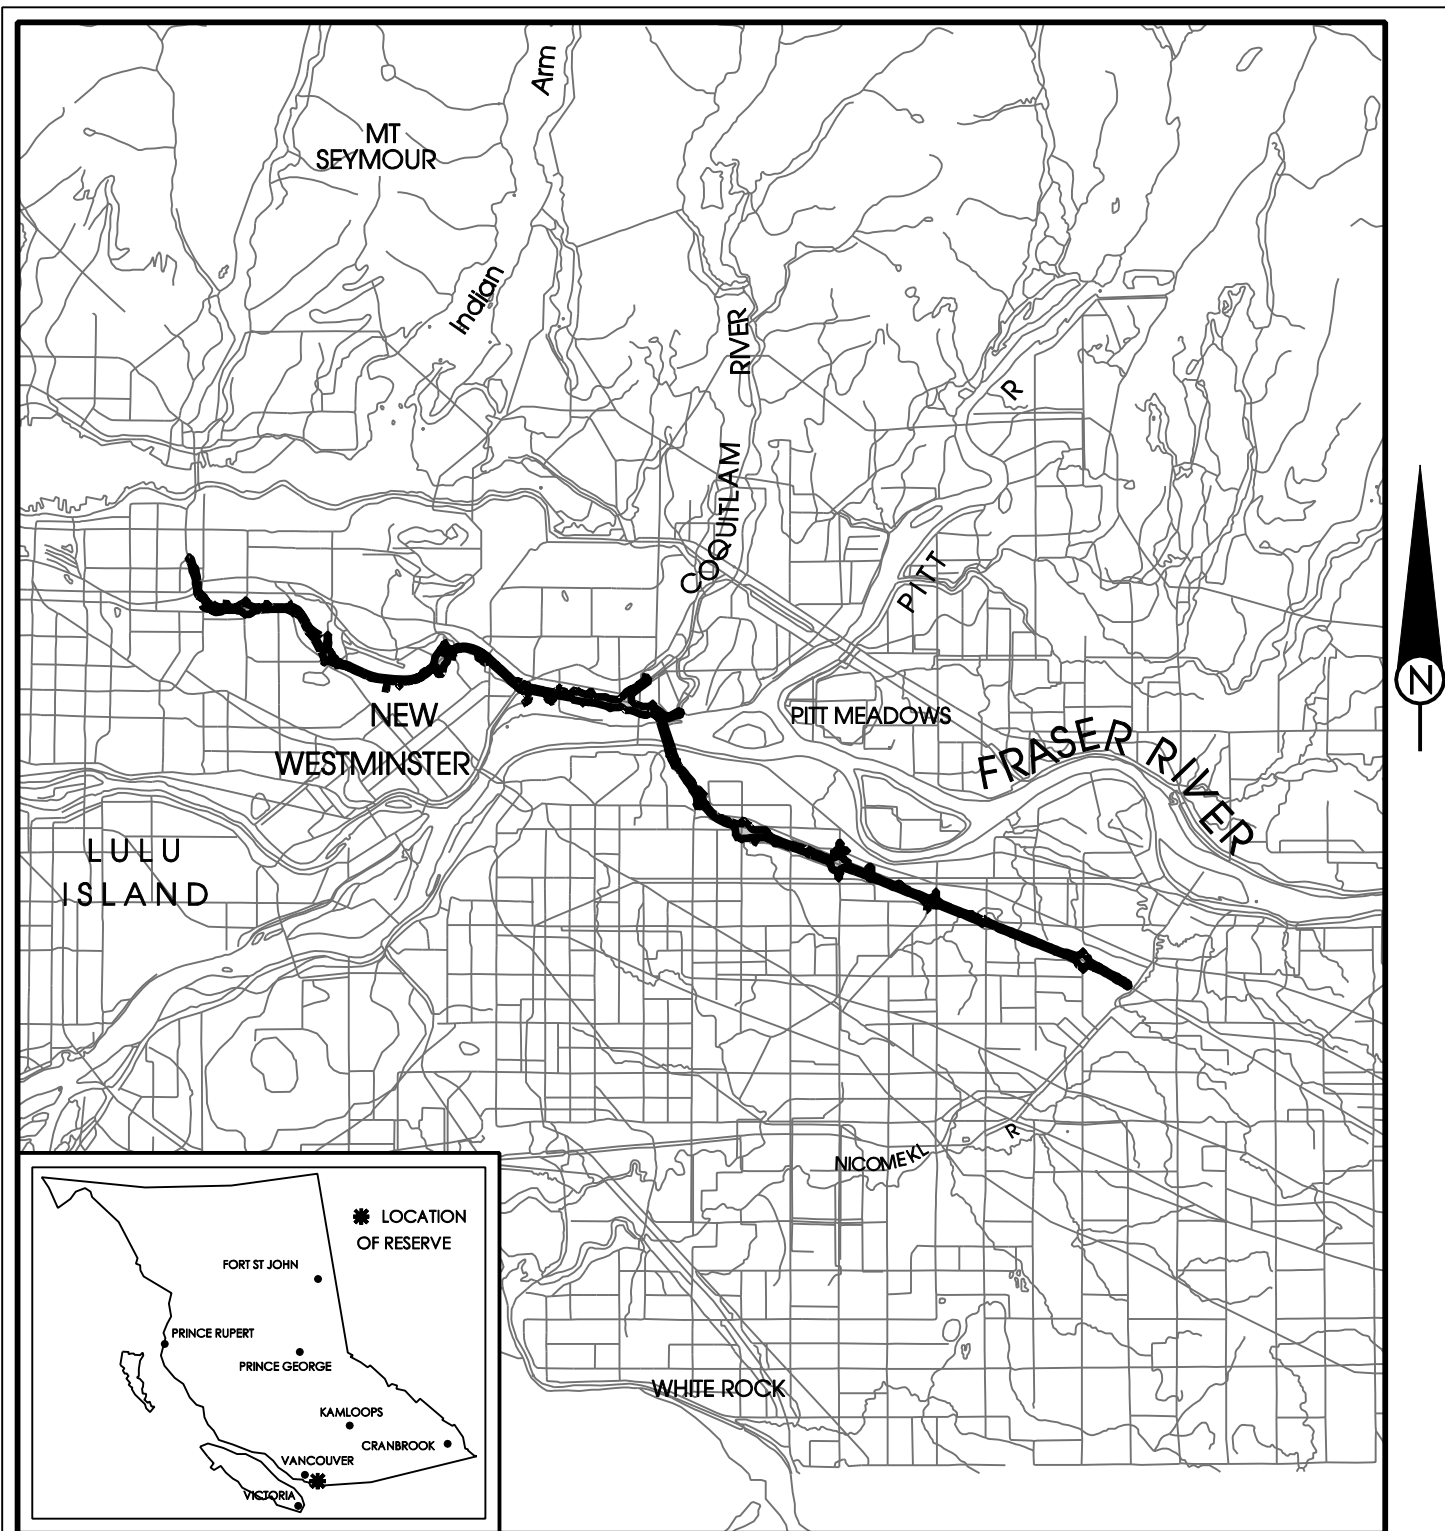 Arm
MT
SEYMOUR
Indian
RIVER
R
COQUITLAM
PITT
N
NEW
WESTMINSTER
PITT MEADOWS
FRASER RIVER
LULU
ISLAND
R
NICOMEKL
WHITE ROCK
LOCATION
OF RESERVE
FORT ST JOHN
PRINCE RUPERT
PRINCE GEORGE
KAMLOOPS
CRANBROOK
VANCOUVER
VICTORIA